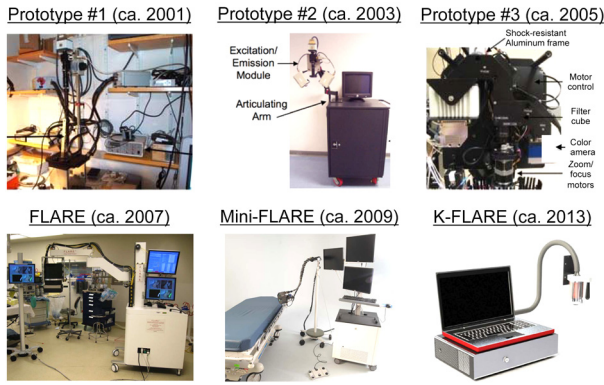 Prototype #1 (ca. 2001)
Prototype #2 (ca. 2003)
Prototype #3 (ca. 2005)
Excitation/
Emission
Module
Articulating
Arm
Shock-resistant
Aluminum frame
Motor
control
Filter
cube
Color
amera
Zoom/
focus
motors
FLARE (ca. 2007)
Mini-FLARE (ca. 2009)
K-FLARE (ca. 2013)